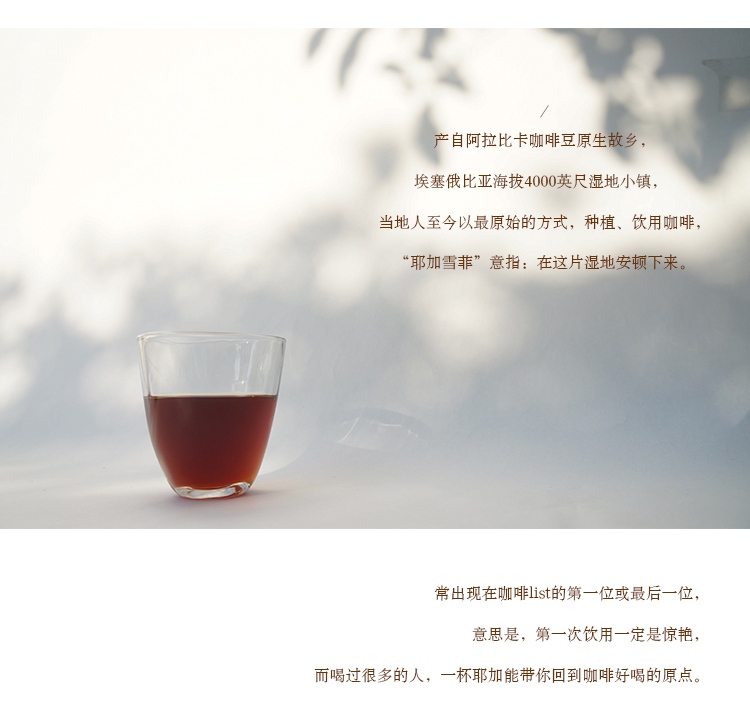 产自阿拉比卡咖啡豆原生故乡，
埃塞俄比亚海拔4000英尺湿地小镇，
当地人至今以最原始的方式，种植、饮用咖啡，
“耶加雪菲”意指：在这片湿地安顿下来。
常出现在咖啡list的第一位或最后一位，
意思是，第一次饮用一定是惊艳，
而喝过很多的人，一杯耶加能带你回到咖啡好喝的原点。